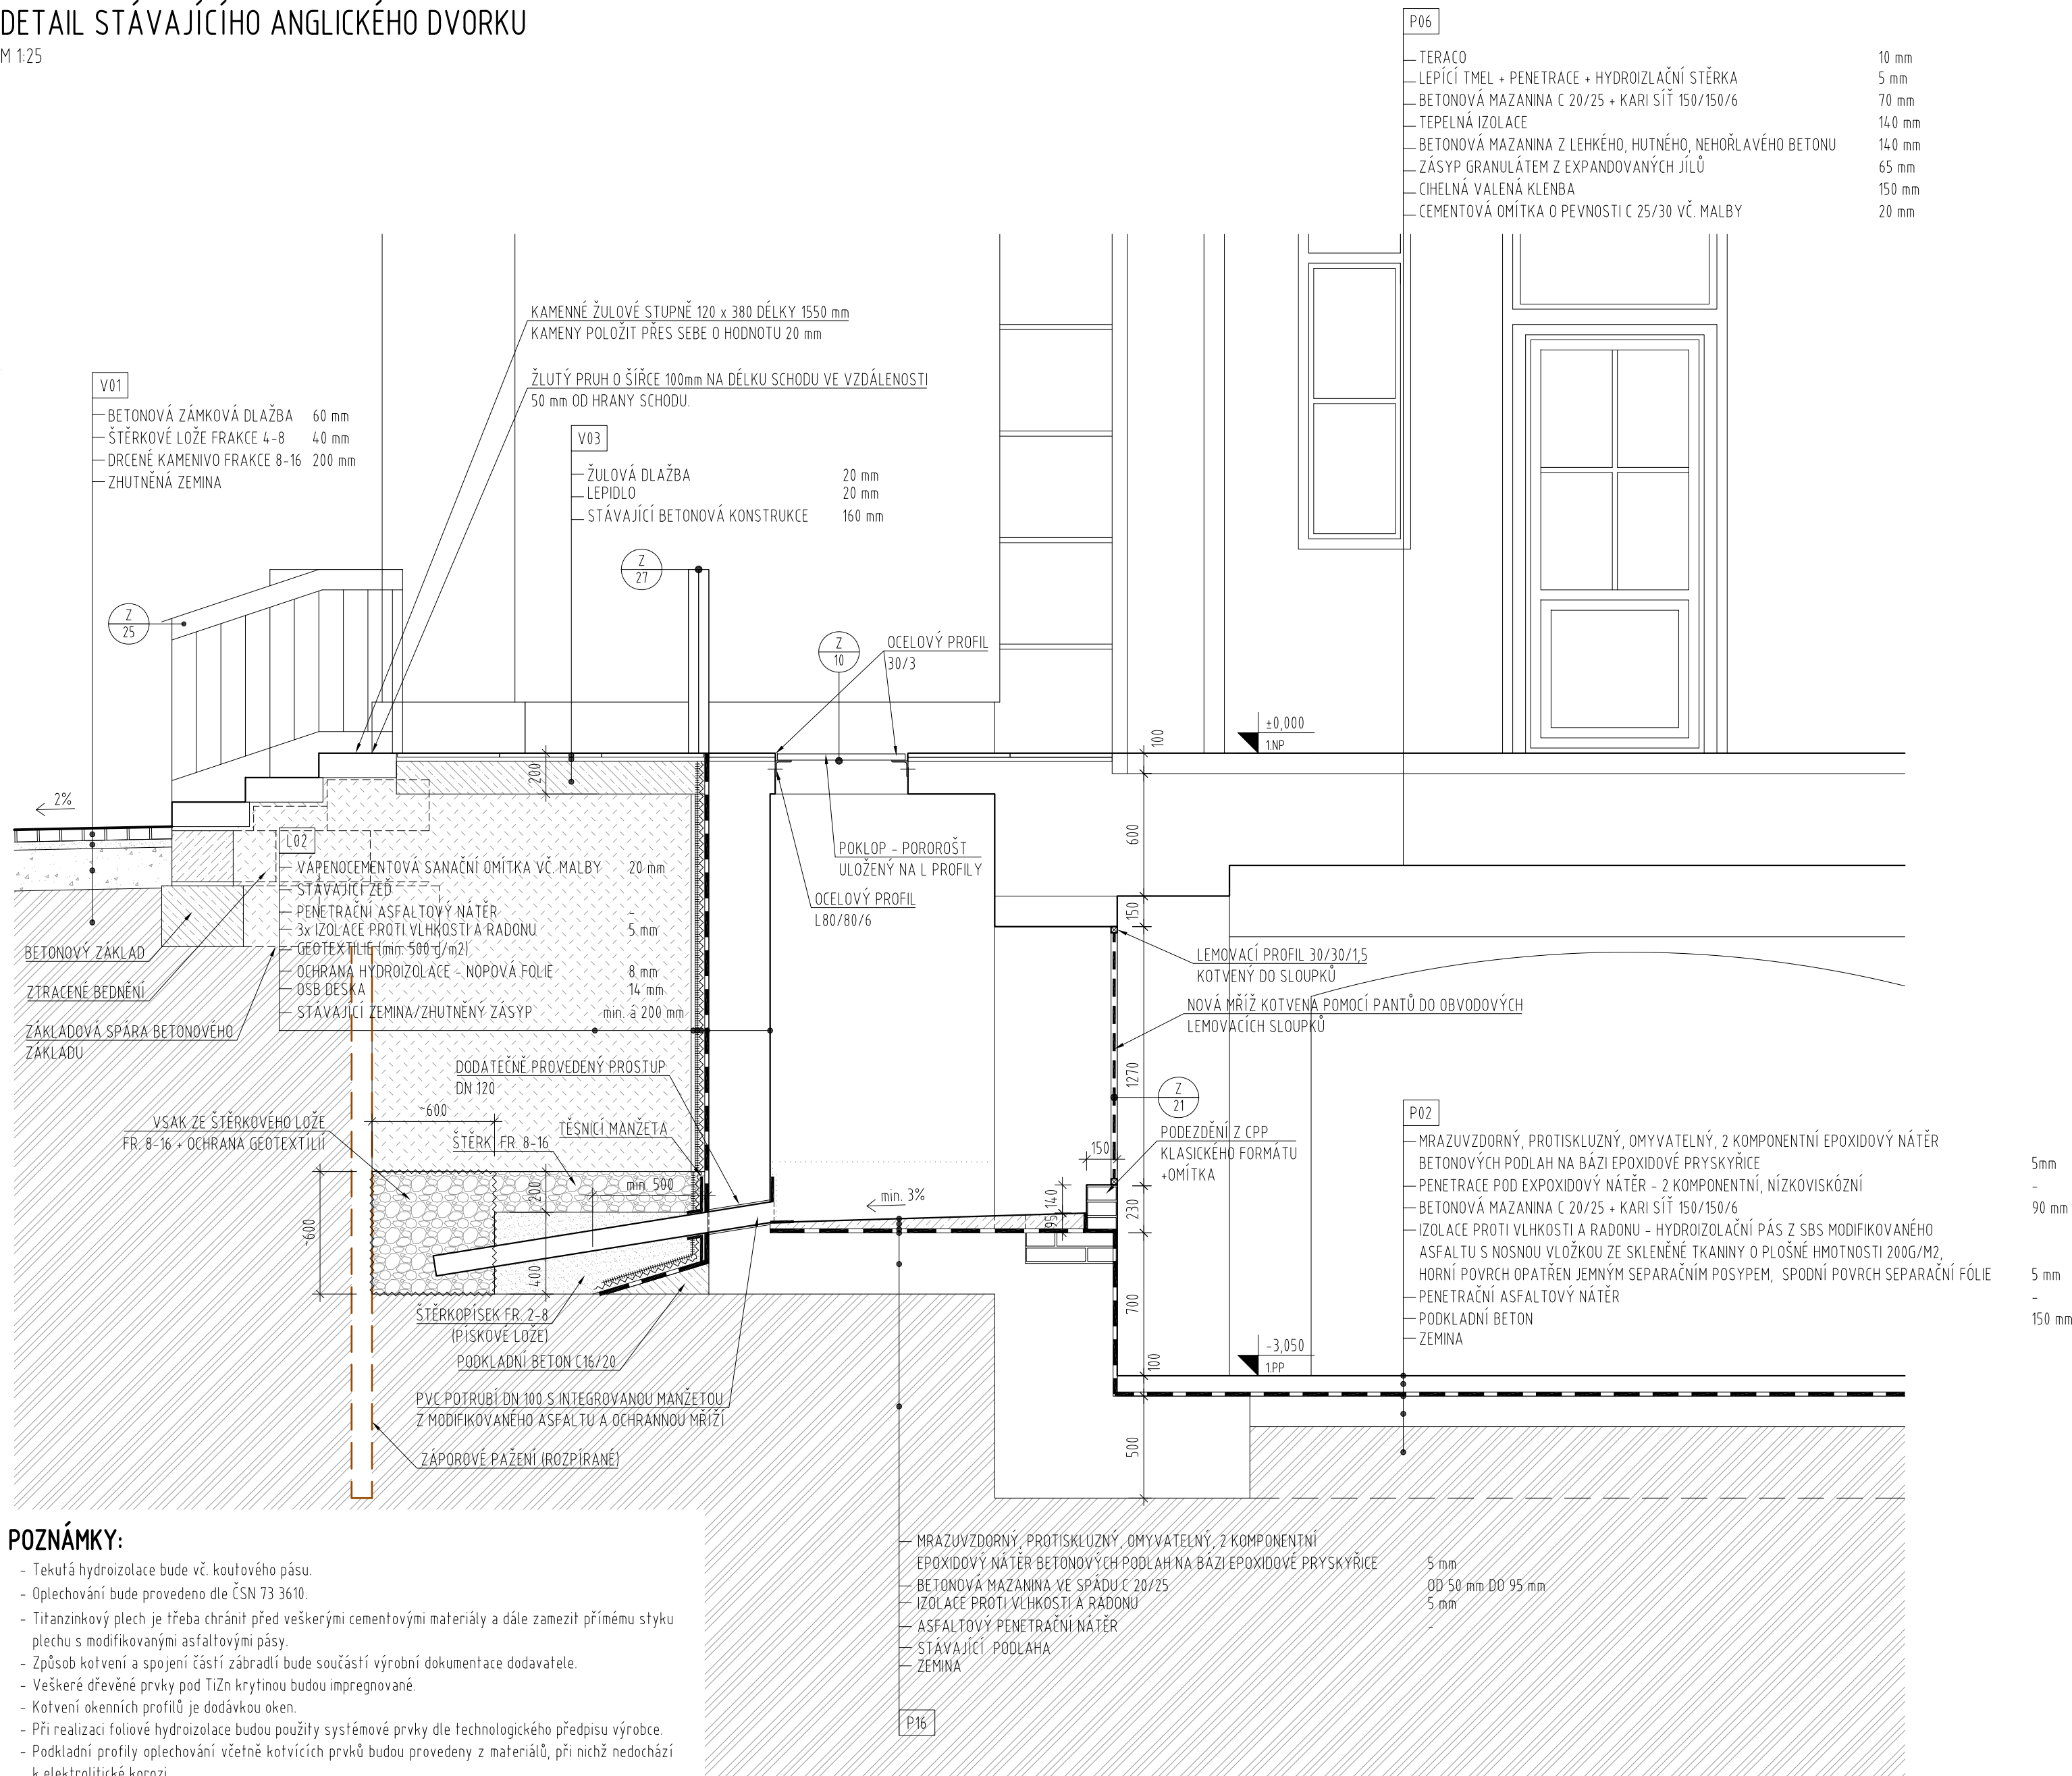 DETAIL STÁVAJÍCÍHO ANGLICKÉHO DVORKU
M 1:25
P06
TERACO 10 mm
LEPÍCÍ TMEL + PENETRACE + HYDROIZLAČNÍ STĚRKA 5 mm
BETONOVÁ MAZANINA C 20/25 + KARI SÍŤ 150/150/6 70 mm
TEPELNÁ IZOLACE 140 mm
BETONOVÁ MAZANINA Z LEHKÉHO, HUTNÉHO, NEHOŘLAVÉHO BETONU 140 mm
ZÁSYP GRANULÁTEM Z EXPANDOVANÝCH JÍLŮ 65 mm
CIHELNÁ VALENÁ KLENBA 150 mm
CEMENTOVÁ OMÍTKA O PEVNOSTI C 25/30 VČ. MALBY 20 mm
KAMENNÉ ŽULOVÉ STUPNĚ 120 x 380 DÉLKY 1550 mm
KAMENY POLOŽIT PŘES SEBE O HODNOTU 20 mm
ŽLUTÝ PRUH O ŠÍŘCE 100mm NA DÉLKU SCHODU VE VZDÁLENOSTI
50 mm OD HRANY SCHODU.
V01
BETONOVÁ ZÁMKOVÁ DLAŽBA 60 mm
ŠTĚRKOVÉ LOŽE FRAKCE 4-8 40 mm
DRCENÉ KAMENIVO FRAKCE 8-16 200 mm
ZHUTNĚNÁ ZEMINA
V03
ŽULOVÁ DLAŽBA 20 mm
LEPIDLO 20 mm
STÁVAJÍCÍ BETONOVÁ KONSTRUKCE 160 mm
Z
27
Z
25
Z
10
OCELOVÝ PROFIL
30/3
±0,000
1.NP
100
200
2%
600
L02
VÁPENOCEMENTOVÁ SANAČNÍ OMÍTKA VČ. MALBY 20 mm
STÁVAJÍCÍ ZEĎ
PENETRAČNÍ ASFALTOVÝ NÁTĚR -
3x IZOLACE PROTI VLHKOSTI A RADONU 5 mm
GEOTEXTILIE (min. 500 g/m2)
OCHRANA HYDROIZOLACE - NOPOVÁ FOLIE 8 mm
OSB DESKA 14 mm
STÁVAJÍCÍ ZEMINA/ZHUTNĚNÝ ZÁSYP min. á 200 mm
POKLOP - POROROŠT
ULOŽENÝ NA L PROFILY
OCELOVÝ PROFIL
L80/80/6
150
BETONOVÝ ZÁKLAD
ZTRACENÉ BEDNĚNÍ
ZÁKLADOVÁ SPÁRA BETONOVÉHO
ZÁKLADU
LEMOVACÍ PROFIL 30/30/1,5
KOTVENÝ DO SLOUPKŮ
NOVÁ MŘÍŽ KOTVENA POMOCÍ PANTŮ DO OBVODOVÝCH
LEMOVACÍCH SLOUPKŮ
1270
Z
21
DODATEČNĚ PROVEDENÝ PROSTUP
DN 120
~600
VSAK ZE ŠTĚRKOVÉHO LOŽE
FR. 8-16 + OCHRANA GEOTEXTILIÍ
ŠTĚRK FR. 8-16
TĚSNÍCÍ MANŽETA
PODEZDĚNÍ Z CPP
KLASICKÉHO FORMÁTU
+OMÍTKA
150
min. 500
200
min. 3%
140
95
230
~600
400
700
ŠTĚRKOPÍSEK FR. 2-8
(PÍSKOVÉ LOŽE)
PODKLADNÍ BETON C16/20
PVC POTRUBÍ DN 100 S INTEGROVANOU MANŽETOU
Z MODIFIKOVANÉHO ASFALTU A OCHRANNOU MŘÍŽÍ
ZÁPOROVÉ PAŽENÍ (ROZPÍRANÉ)
-3,050
1.PP
100
500
P02
MRAZUVZDORNÝ, PROTISKLUZNÝ, OMYVATELNÝ, 2 KOMPONENTNÍ EPOXIDOVÝ NÁTĚR
BETONOVÝCH PODLAH NA BÁZI EPOXIDOVÉ PRYSKYŘICE 5mm
PENETRACE POD EXPOXIDOVÝ NÁTĚR - 2 KOMPONENTNÍ, NÍZKOVISKÓZNÍ -
BETONOVÁ MAZANINA C 20/25 + KARI SÍŤ 150/150/6 90 mm
IZOLACE PROTI VLHKOSTI A RADONU - HYDROIZOLAČNÍ PÁS Z SBS MODIFIKOVANÉHO
ASFALTU S NOSNOU VLOŽKOU ZE SKLENĚNÉ TKANINY O PLOŠNÉ HMOTNOSTI 200G/M2,
HORNÍ POVRCH OPATŘEN JEMNÝM SEPARAČNÍM POSYPEM, SPODNÍ POVRCH SEPARAČNÍ FÓLIE 5 mm
PENETRAČNÍ ASFALTOVÝ NÁTĚR -
PODKLADNÍ BETON 150 mm
ZEMINA
MRAZUVZDORNÝ, PROTISKLUZNÝ, OMYVATELNÝ, 2 KOMPONENTNÍ
EPOXIDOVÝ NÁTĚR BETONOVÝCH PODLAH NA BÁZI EPOXIDOVÉ PRYSKYŘICE 5 mm
BETONOVÁ MAZANINA VE SPÁDU C 20/25 OD 50 mm DO 95 mm
IZOLACE PROTI VLHKOSTI A RADONU 5 mm
ASFALTOVÝ PENETRAČNÍ NÁTĚR -
STÁVAJÍCÍ PODLAHA
ZEMINA
P16
POZNÁMKY:
- Tekutá hydroizolace bude vč. koutového pásu.
- Oplechování bude provedeno dle ČSN 73 3610.
- Titanzinkový plech je třeba chránit před veškerými cementovými materiály a dále zamezit přímému styku
plechu s modifikovanými asfaltovými pásy.
- Způsob kotvení a spojení částí zábradlí bude součástí výrobní dokumentace dodavatele.
- Veškeré dřevěné prvky pod TiZn krytinou budou impregnované.
- Kotvení okenních profilů je dodávkou oken.
- Při realizaci foliové hydroizolace budou použity systémové prvky dle technologického předpisu výrobce.
- Podkladní profily oplechování včetně kotvících prvků budou provedeny z materiálů, při nichž nedochází
k elektrolitické korozi.